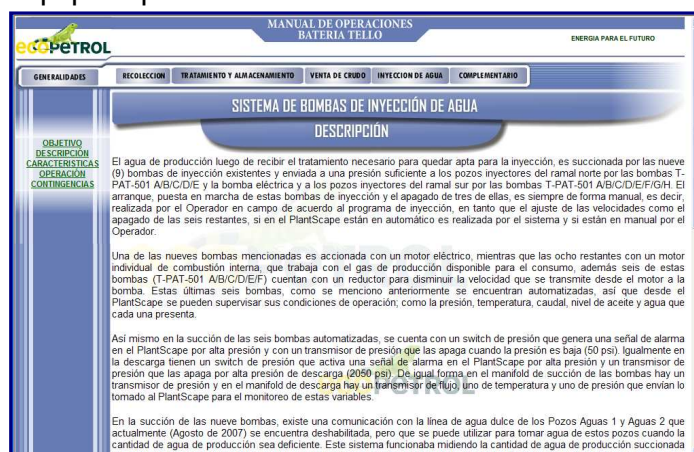 MANUAL DE OPERACIONES
BATERIA TELLO
ecopetrol
ENERGIA PARA EL FUTURO
GENERALIDADES
RECOLECCION TRATAMIENTO Y ALMACENAMIENTO VENTA DE CRUDO INYECCION DE AGUA COMPLEMENTARIO
SISTEMA DE BOMBAS DE INYECCIÓN DE AGUA
DESCRIPCIÓN
OBJETIVO
DESCRIPCIÓN
CARACTERISTICAS
OPERACIÓN
CONTINGENCIAS
El agua de producción luego de recibir el tratamiento necesario para quedar apta para la inyección, es succionada por las nueve
(9) bombas de inyección existentes y enviada a una presión suficiente a los pozos inyectores del ramal norte por las bombas T-
PAT-501 A/B/C/D/E y la bomba eléctrica y a los pozos inyectores del ramal sur por las bombas T-PAT-501 A/B/C/D/E/F/G/H. El
arranque, puesta en marcha de estas bombas de inyección y el apagado de tres de ellas, es siempre de forma manual, es decir,
realizada por el Operador en campo de acuerdo al programa de inyección, en tanto que el ajuste de las velocidades como el
apagado de las seis restantes, si en el PlantScape están en automático es realizada por el sistema y si están en manual por el
Operador.
Una de las nueves bombas mencionadas es accionada con un motor eléctrico, mientras que las ocho restantes con un motor
individual de combustión interna, que trabaja con el gas de producción disponible para el consumo, además seis de estas
bombas (T-PAT-501 A/B/C/D/E/F) cuentan con un reductor para disminuir la velocidad que se transmite desde el motor a la
bomba. Estas últimas seis bombas, como se menciono anteriormente se encuentran automatizadas, así que desde el
PlantScape se pueden supervisar sus condiciones de operación; como la presión, temperatura, caudal, nivel de aceite y agua que
cada una presenta.
Así mismo en la succión de las seis bombas automatizadas, se cuenta con un switch de presión que genera una señal de alarma
en el PlantScape por alta presión y con un transmisor de presión que las apaga cuando la presión es baja (50 psi). Igualmente en
la descarga tienen un switch de presión que activa una señal de alarma en el PlantScape por alta presión y un transmisor de
presión que las apaga por alta presión de descarga (2050 psi). De igual forma en el manifold de succión de las bombas hay un
transmisor de presión y en el manifold de descarga hay un transmisor de flujo, uno de temperatura y uno de presión que envían lo
tomado al PlantScape para el monitoreo de estas variables.
En la succión de las nueve bombas, existe una comunicación con la línea de agua dulce de los Pozos Aguas 1 y Aguas 2 que
actualmente (Agosto de 2007) se encuentra deshabilitada, pero que se puede utilizar para tomar agua de estos pozos cuando la
cantidad de agua de producción sea deficiente. Este sistema funcionaba midiendo la cantidad de agua de producción succionada